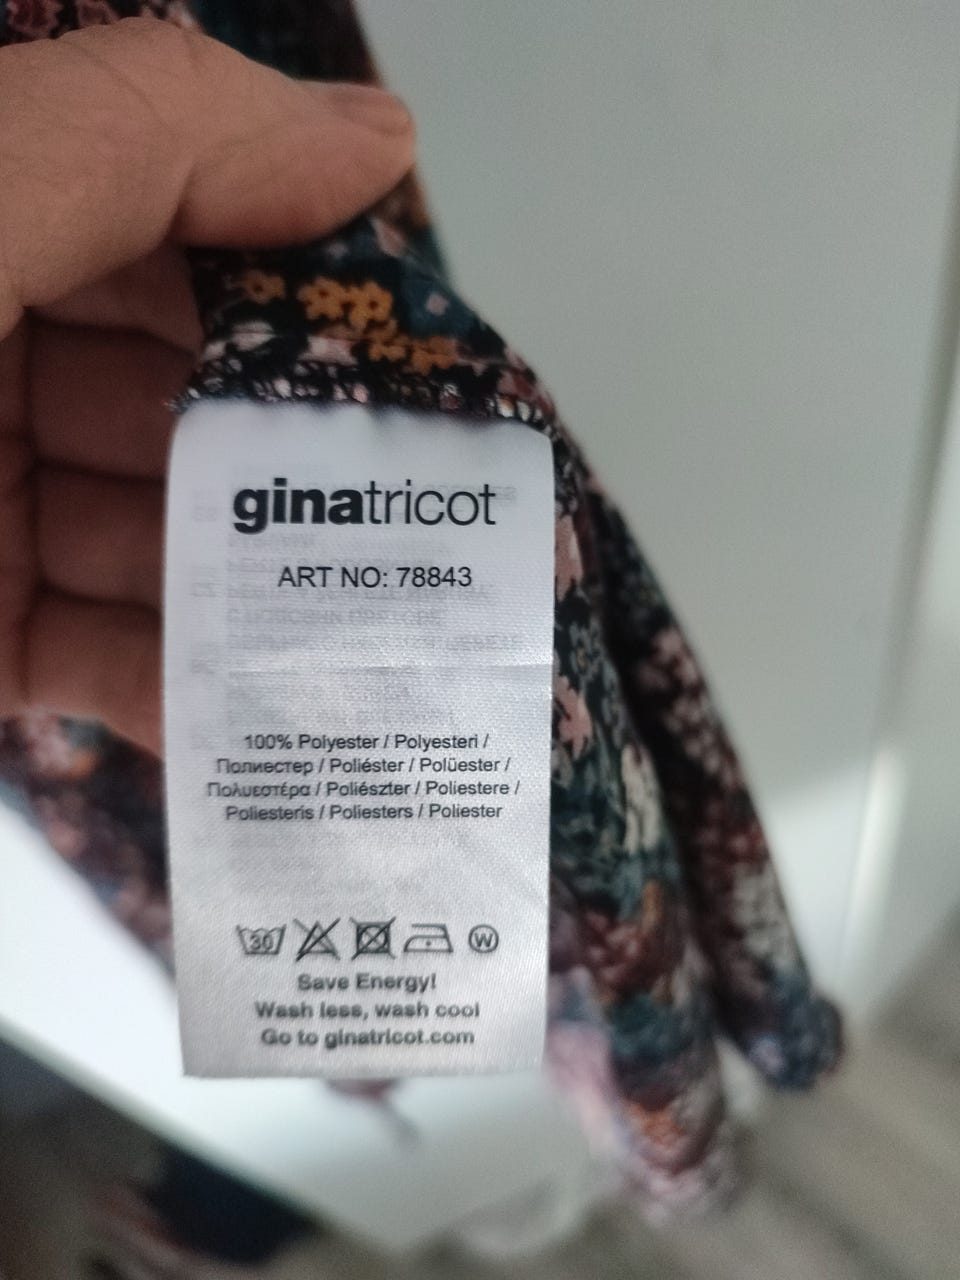 ginatricot
ART NO: 78843
100% Polyester / Polyesteri /
Полиестер / Poliéster / Polüester /
Πολυεστέρα / Poliészter / Poliestere /
Poliesteris / Poliesters / Poliester
30
W
Save Energy!
Wash less, wash cool
Go to ginatricot.com